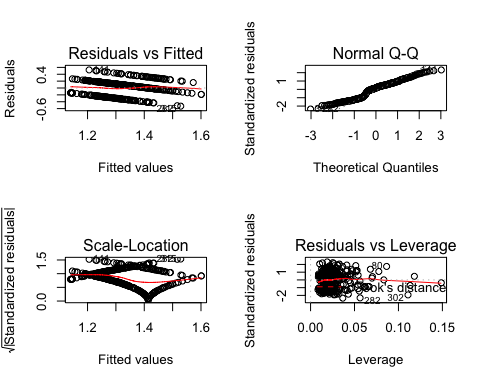 Residuals vs Fitted
Residuals
-0.6
0.4
1.2 1.4 1.6
Fitted values
Normal Q-Q
Standardized residuals
-2
1
-3 -2 -1 0 1 2 3
Theoretical Quantiles
Scale-Location
√|Standardized residuals|
0.0
1.5
1.2 1.4 1.6
Fitted values
Residuals vs Leverage
Standardized residuals
-2
1
80
distance
282
302
0.00 0.05 0.10 0.15
Leverage